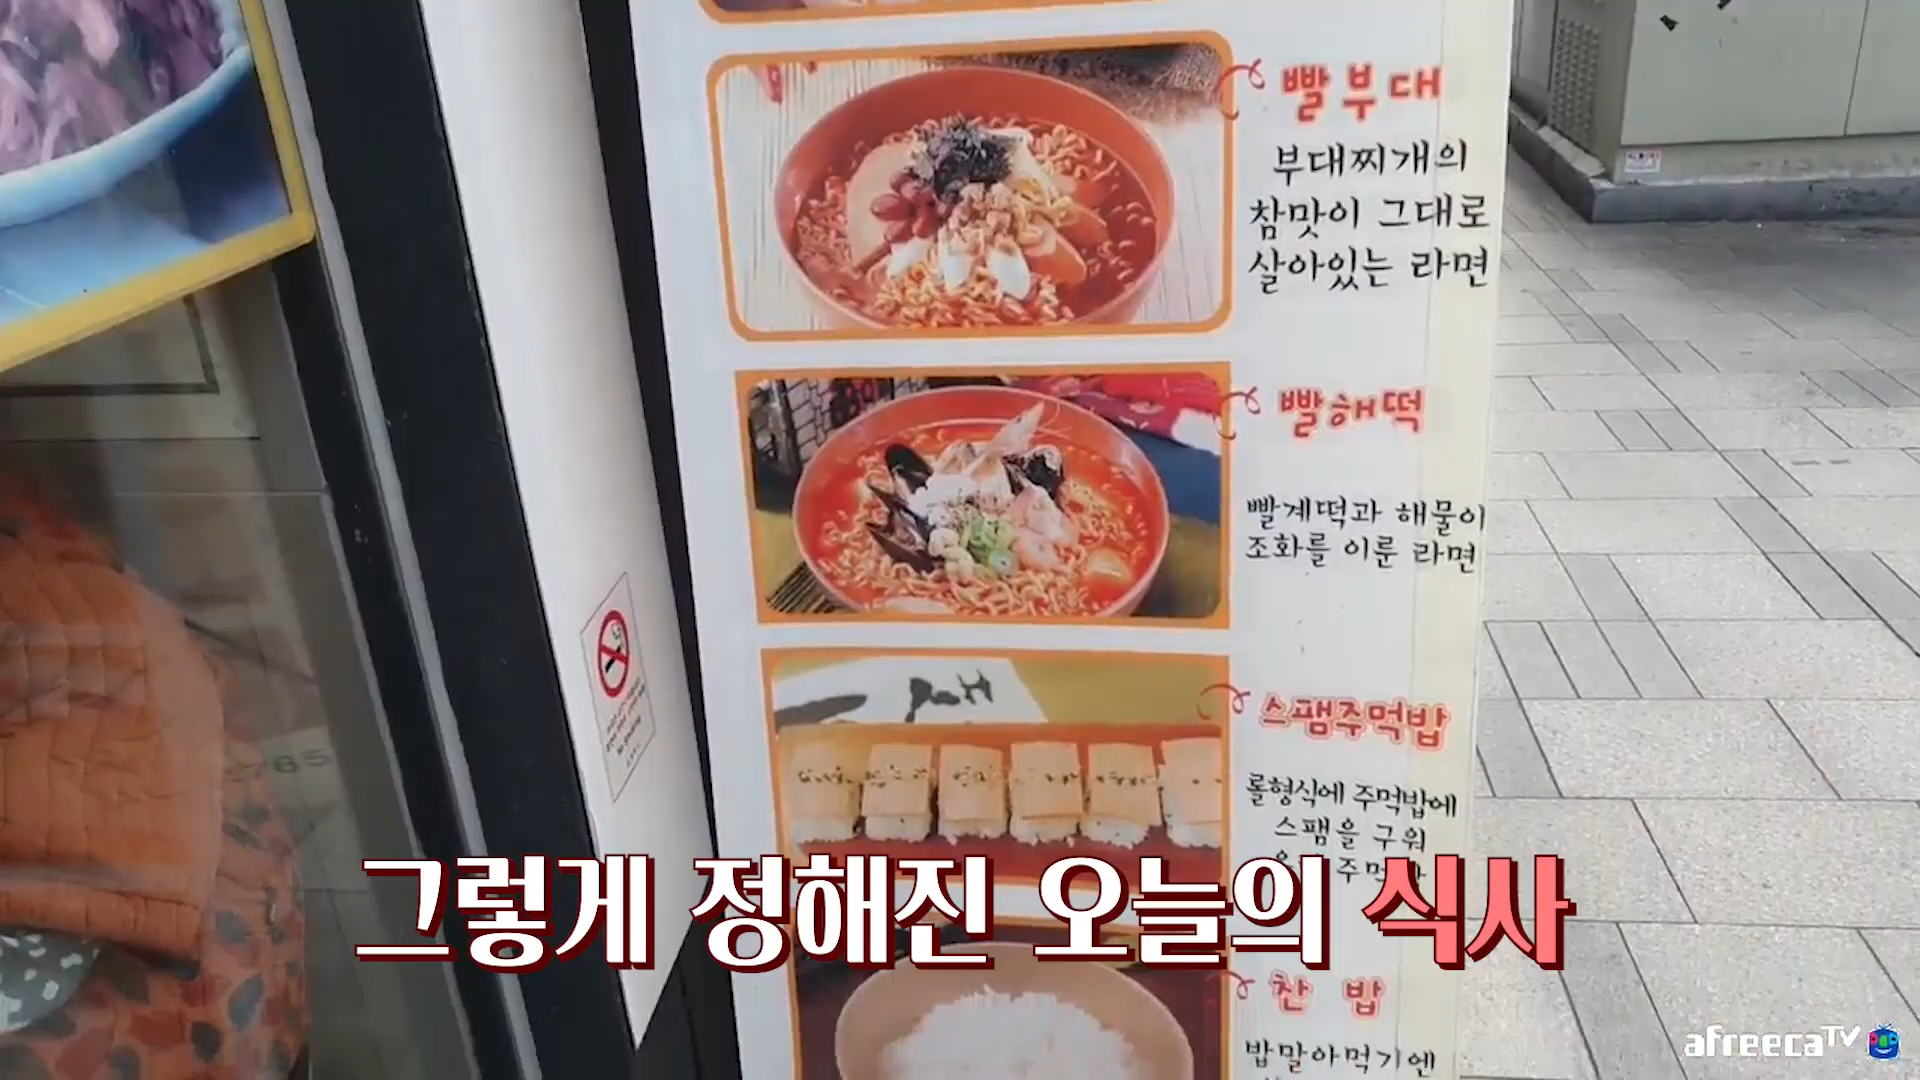 빨부대
부대찌개의
참맛이 그대로
살아있는 라면
빨해떡
빨계떡과 해물이
조화를 이룬 라면
스팸주먹밥
롤형식에 주먹밥에
스팸을 구워
주먹
그렇게 정해진 오늘의 식사
찬 밥
밥말아먹기엔
afreecaTV